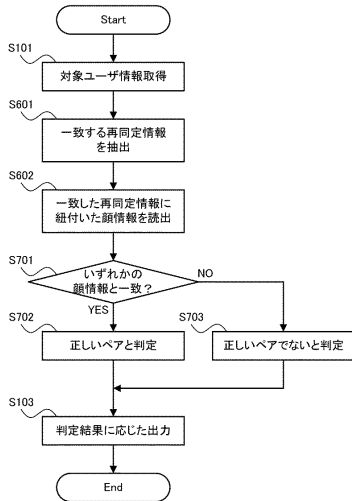 Start
S101
対象ユーザ情報取得
S601
一致する再同定情報
を抽出
S602
一致した再同定情報に
紐付いた顔情報を読出
S701
いずれかの
顔情報と一致？
NO
YES
S702
正しいペアと判定
S703
正しいペアでないと判定
S103
判定結果に応じた出力
End